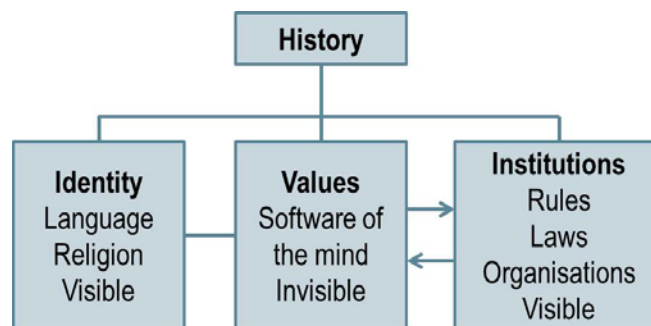 History
Identity
Language
Religion
Visible
Values
Software of
the mind
Invisible
Institutions
Rules
Laws
Organisations
Visible